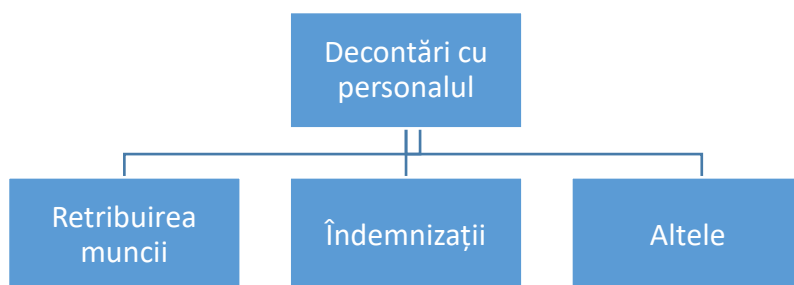 Decontări cu
personalul
Retribuirea
muncii
Îndemnizații
Altele